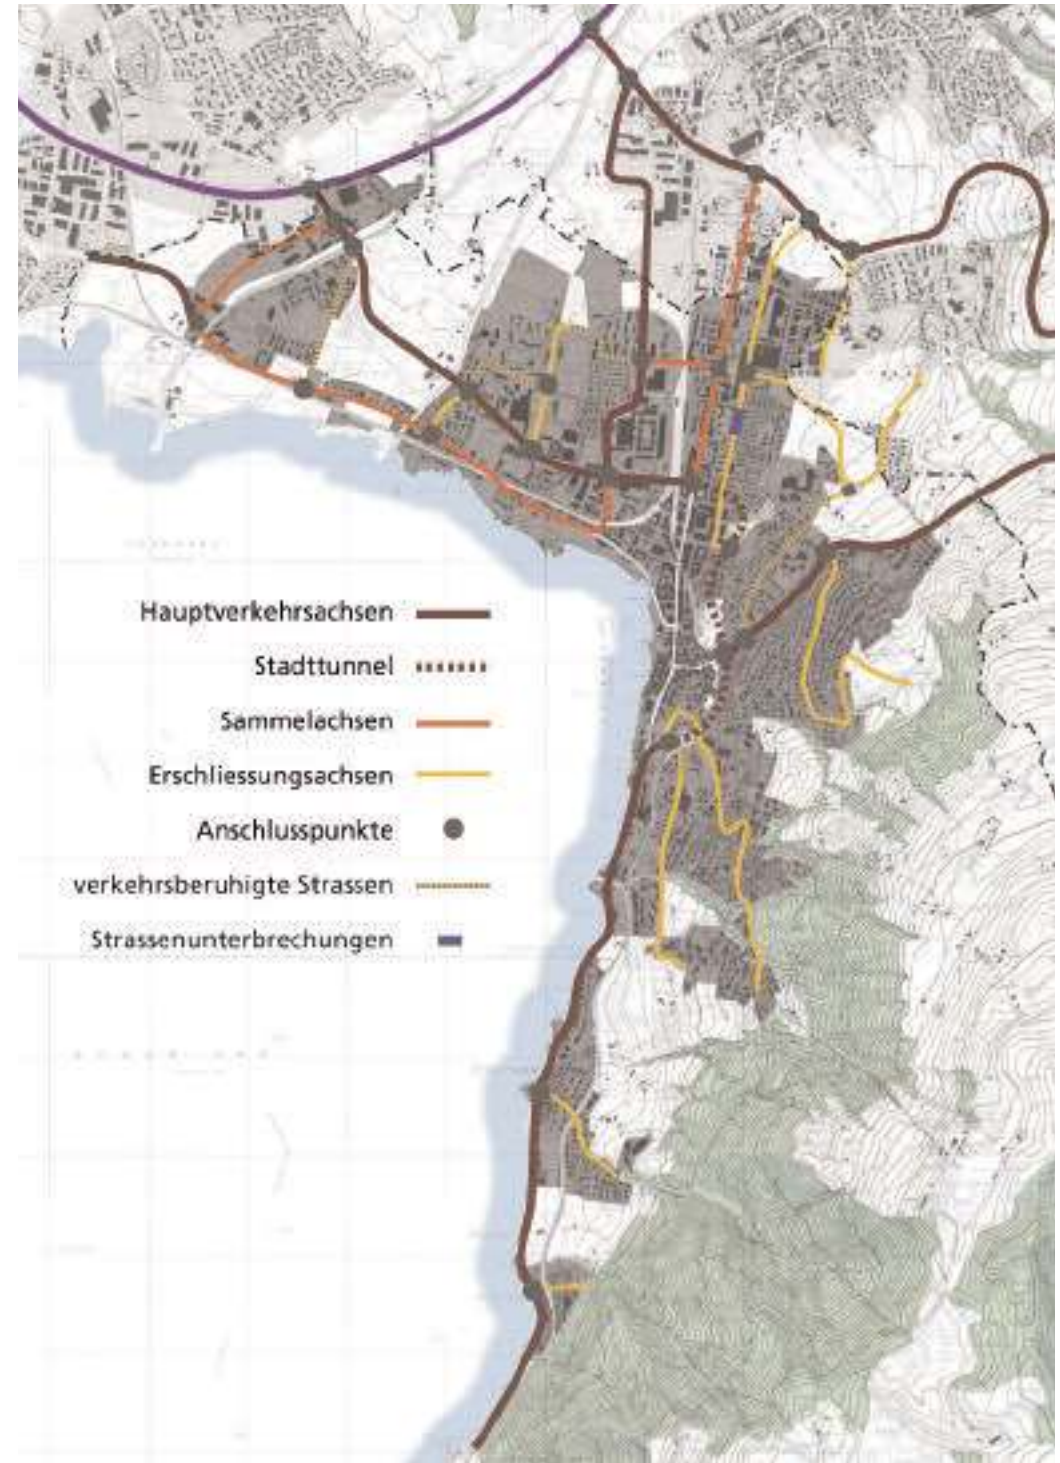 Hauptverkehrsachsen
Stadttunnel
Sammelachsen
Erschliessungsachsen
Anschlusspunkte
verkehrsberuhigte Strassen
Strassenunterbrechungen